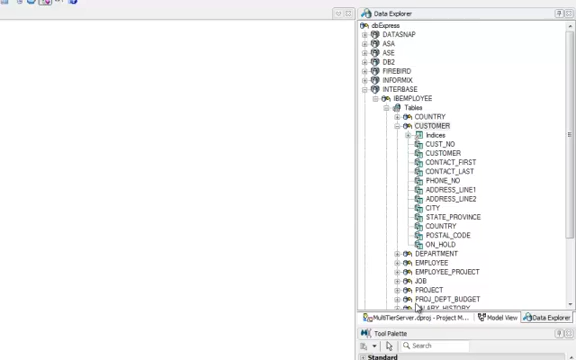 Data Explorer
dbExpress
DATASNAP
ASA
ASE
DB2
FIREBIRD
INFORMIX
INTERBASE
IBEMPLOYEE
Tables
COUNTRY
CUSTOMER
Indices
CUST_NO
CUSTOMER
CONTACT_FIRST
CONTACT_LAST
PHONE_NO
ADDRESS_LINE1
ADDRESS_LINE2
CITY
STATE_PROVINCE
COUNTRY
POSTAL_CODE
ON_HOLD
DEPARTMENT
EMPLOYEE
EMPLOYEE_PROJECT
JOB
PROJECT
PROJ_DEPT_BUDGET
SALARY_HISTORY
MultiTierServer.dproj - Project M... Model View Data Explorer
Tool Palette
Search
Standard